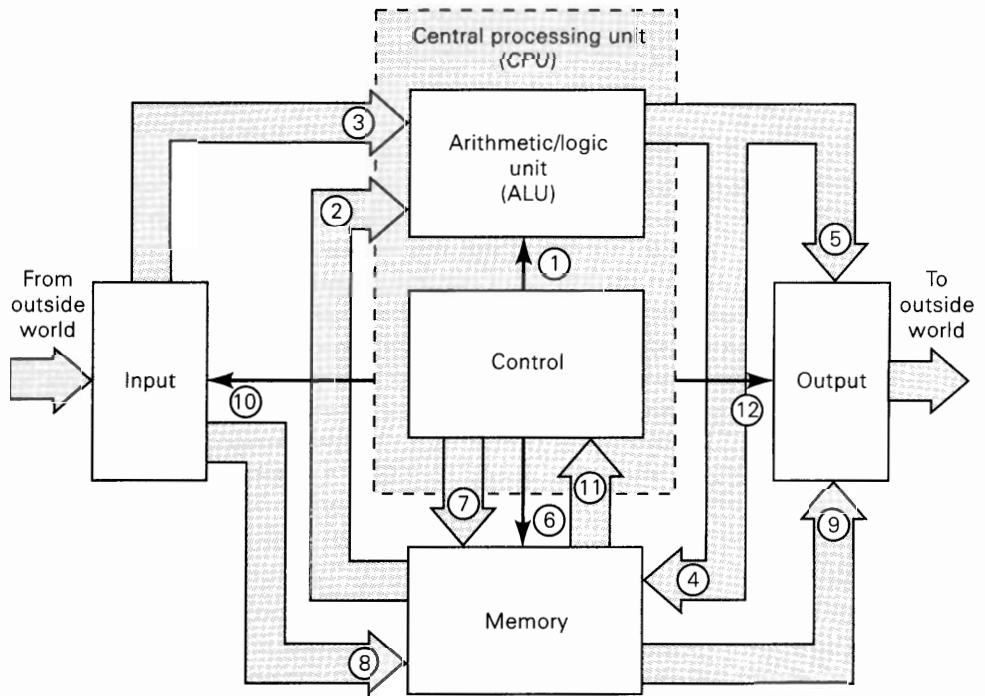 Central processing unit
(CPU)
3
Arithmetic/logic
unit
(ALU)
2
1
5
From
outside
world
To
outside
world
Input
Control
Output
10
12
7
6
11
9
4
Memory
8